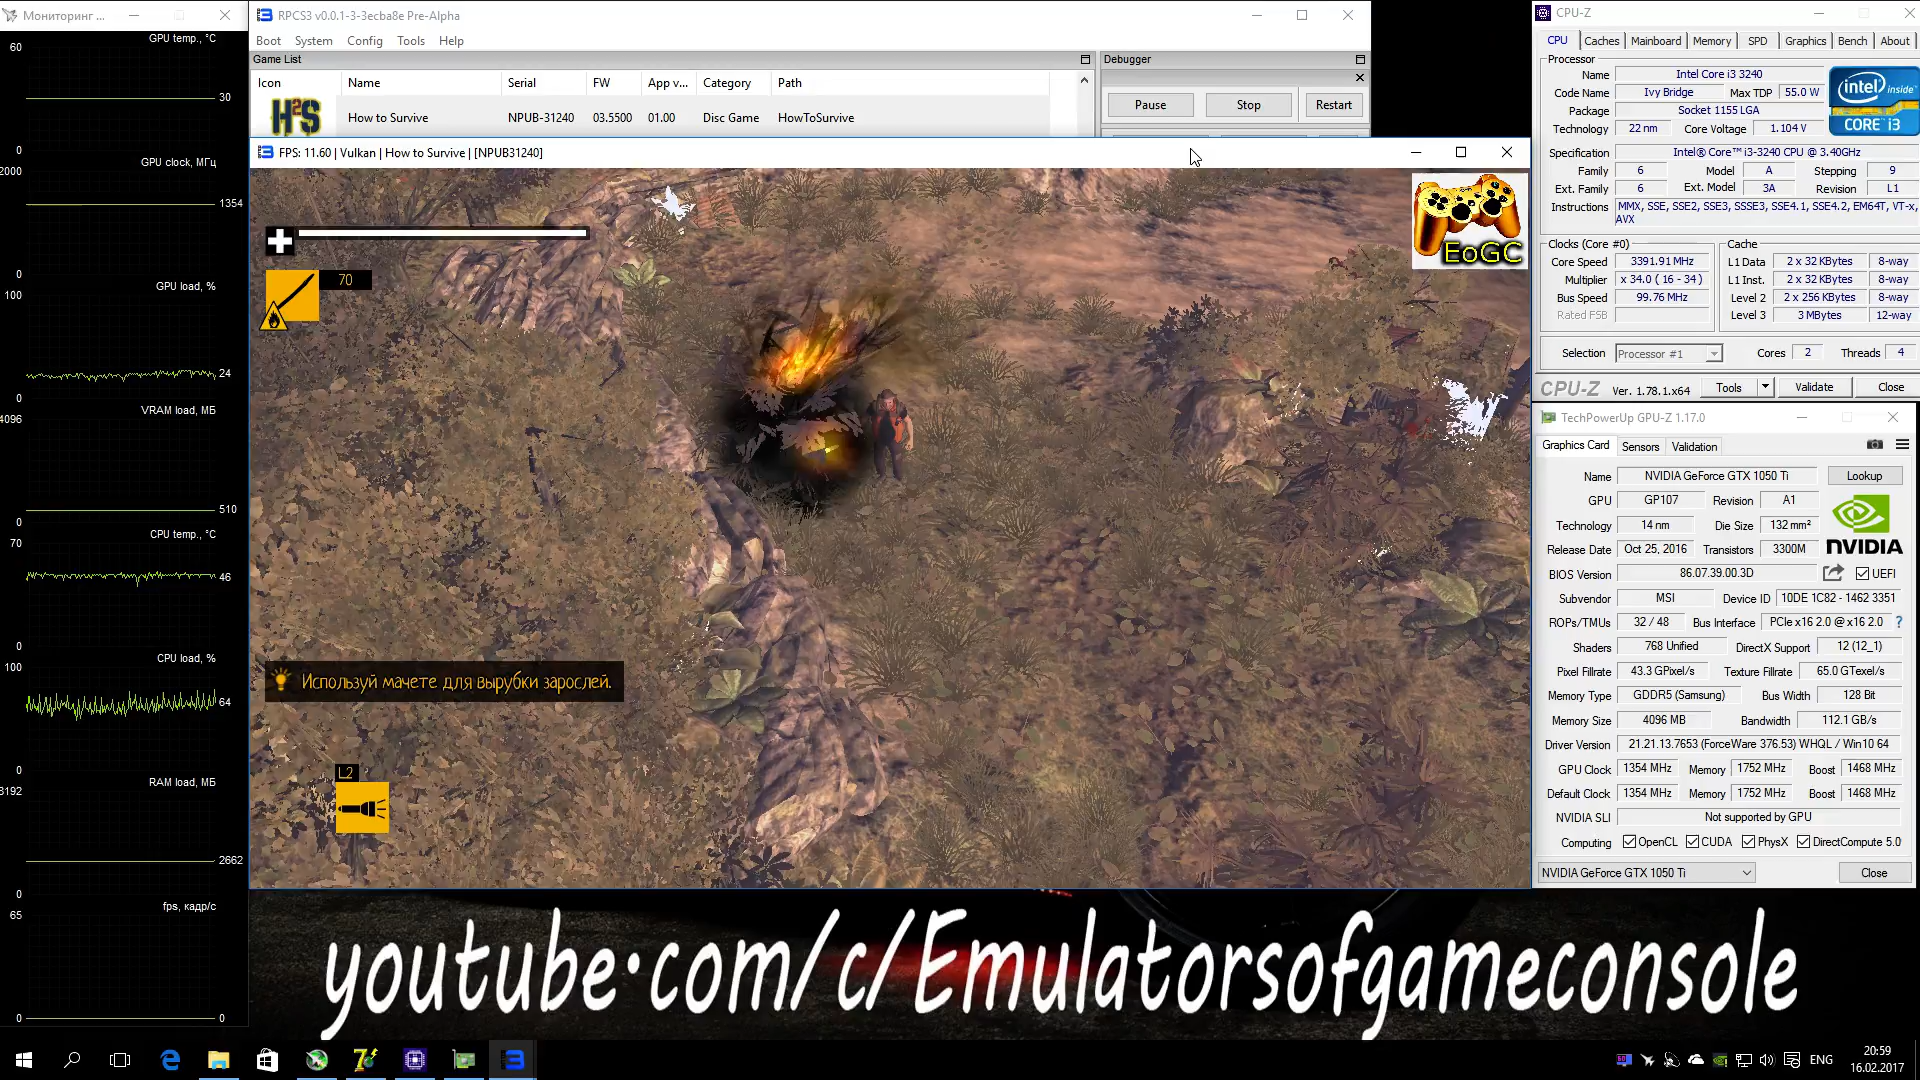 Мониторинг ...
GPU temp., °C
60
30
0
GPU clock, МГц
2000
1354
0
GPU load, %
100
24
0
VRAM load, МБ
4096
510
0
CPU temp., °C
70
46
0
CPU load, %
100
64
0
RAM load, МБ
3192
2662
0
fps, кадр/с
65
0
0
RPCS3 v0.0.1-3-3ecba8e Pre-Alpha
Boot System Config Tools Help
Game List
Icon Name Serial FW App v... Category Path
H2S How to Survive NPUB-31240 03.5500 01.00 Disc Game HowToSurvive
Debugger
Pause Stop Restart
FPS: 11.60 | Vulkan | How to Survive | [NPUB31240]
70
EoGC
Используй мачете для вырубки зарослей.
L2
CPU-Z
CPU Caches Mainboard Memory SPD Graphics Bench About
Processor
Name Intel Core i3 3240
Code Name Ivy Bridge Max TDP 55.0 W
Package Socket 1155 LGA
Technology 22 nm Core Voltage 1.104 V
intel inside™
CORE i3
Specification Intel® Core™ i3-3240 CPU @ 3.40GHz
Family 6 Model A Stepping 9
Ext. Family 6 Ext. Model 3A Revision L1
Instructions MMX, SSE, SSE2, SSE3, SSSE3, SSE4.1, SSE4.2, EM64T, VT-x,
AVX
Clocks (Core #0)
Core Speed 3391.91 MHz
Multiplier x 34.0 ( 16 - 34 )
Bus Speed 99.76 MHz
Rated FSB
Cache
L1 Data 2 x 32 KBytes 8-way
L1 Inst. 2 x 32 KBytes 8-way
Level 2 2 x 256 KBytes 8-way
Level 3 3 MBytes 12-way
Selection Processor #1 Cores 2 Threads 4
CPU-Z Ver. 1.78.1.x64 Tools Validate Close
TechPowerUp GPU-Z 1.17.0
Graphics Card Sensors Validation
Name NVIDIA GeForce GTX 1050 Ti Lookup
GPU GP107 Revision A1
Technology 14 nm Die Size 132 mm²
Release Date Oct 25, 2016 Transistors 3300M
NVIDIA
BIOS Version 86.07.39.00.3D UEFI
Subvendor MSI Device ID 10DE 1C82 - 1462 3351
ROPs/TMUs 32 / 48 Bus Interface PCIe x16 2.0 @ x16 2.0 ?
Shaders 768 Unified DirectX Support 12 (12_1)
Pixel Fillrate 43.3 GPixel/s Texture Fillrate 65.0 GTexel/s
Memory Type GDDR5 (Samsung) Bus Width 128 Bit
Memory Size 4096 MB Bandwidth 112.1 GB/s
Driver Version 21.21.13.7653 (ForceWare 376.53) WHQL / Win10 64
GPU Clock 1354 MHz Memory 1752 MHz Boost 1468 MHz
Default Clock 1354 MHz Memory 1752 MHz Boost 1468 MHz
NVIDIA SLI Not supported by GPU
Computing OpenCL CUDA PhysX DirectCompute 5.0
NVIDIA GeForce GTX 1050 Ti Close
youtube.com/c/Emulatorsofgameconsole
ENG
20:59
16.02.2017